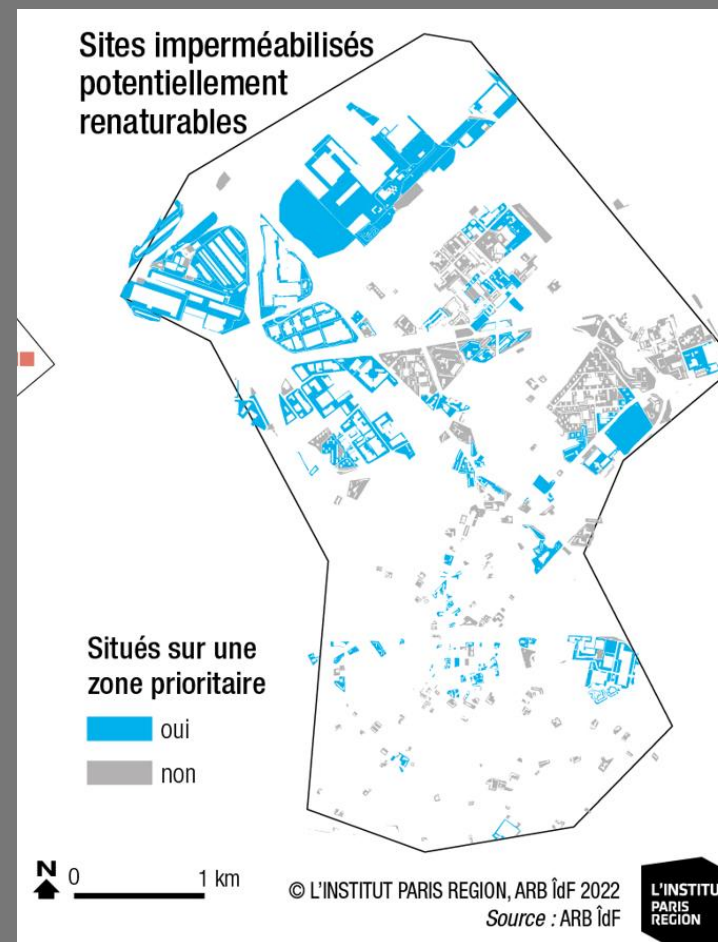 Sites imperméabilisés
potentiellement
renaturables
Situés sur une
zone prioritaire
oui
non
N
0 1 km
© L'INSTITUT PARIS REGION, ARB ÎdF 2022
Source : ARB ÎdF
L'INSTITU
PARIS
REGION